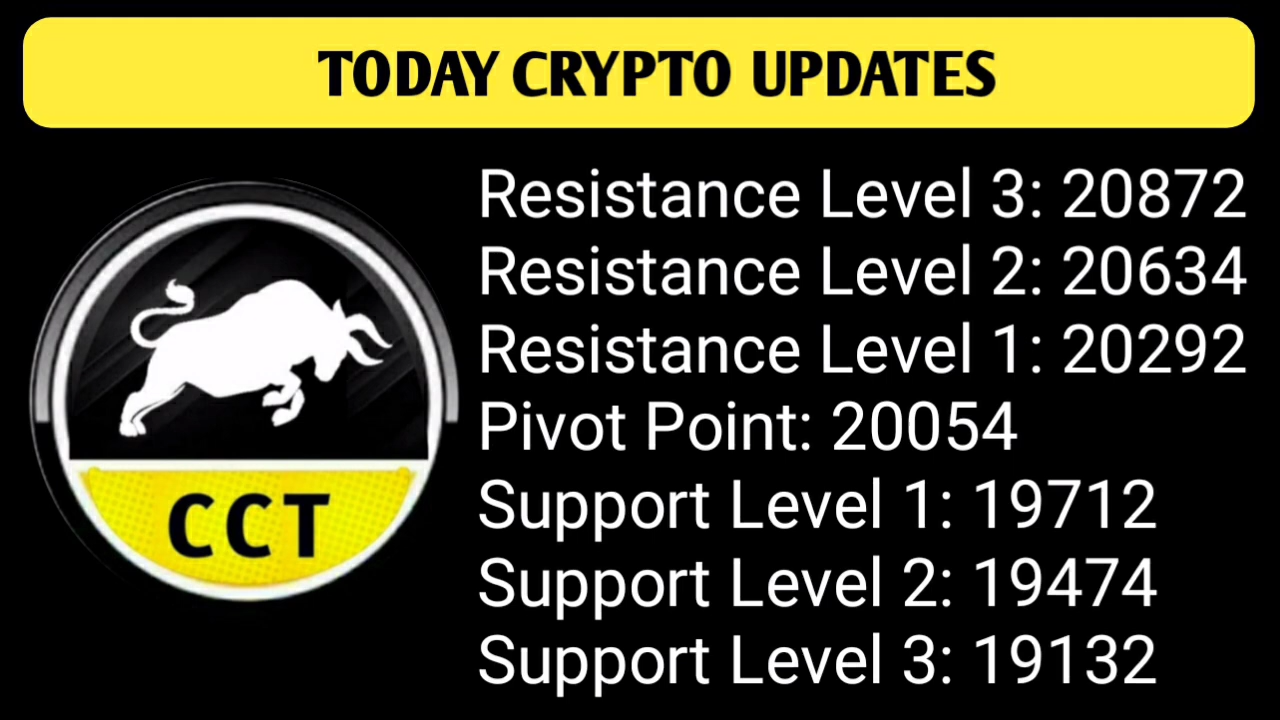 TODAY CRYPTO UPDATES
CCT
Resistance Level 3: 20872
Resistance Level 2: 20634
Resistance Level 1: 20292
Pivot Point: 20054
Support Level 1: 19712
Support Level 2: 19474
Support Level 3: 19132